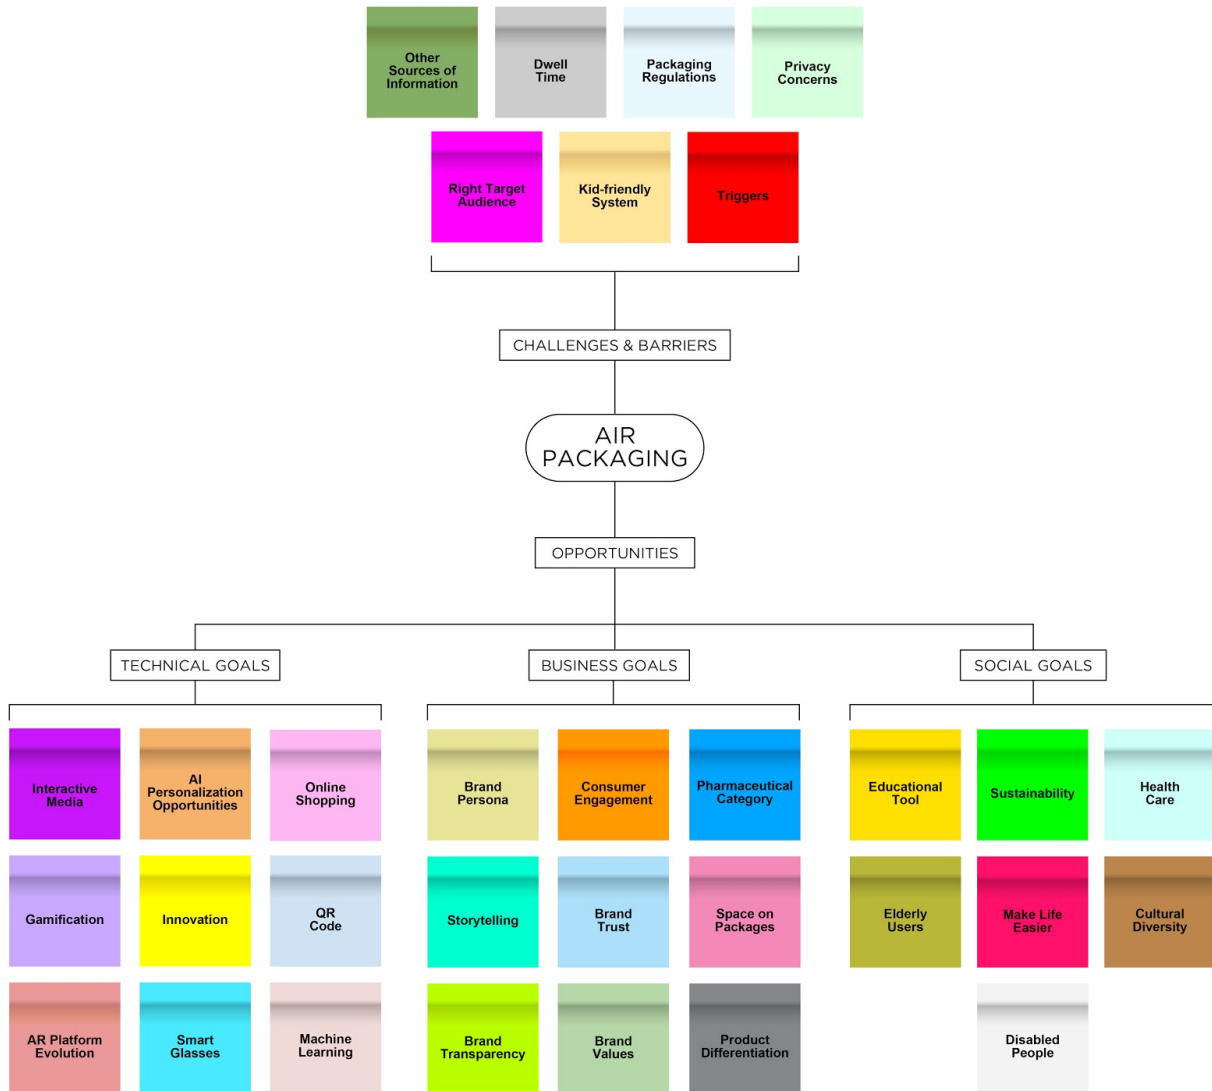 Other
Sources of
Information
Dwell
Time
Packaging
Regulations
Privacy
Concerns
Right Target
Audience
Kid-friendly
System
Triggers
CHALLENGES & BARRIERS
AIR
PACKAGING
OPPORTUNITIES
TECHNICAL GOALS
BUSINESS GOALS
SOCIAL GOALS
Interactive
Media
AI
Personalization
Opportunities
Online
Shopping
Brand
Persona
Consumer
Engagement
Pharmaceutical
Category
Educational
Tool
Sustainability
Health
Care
Gamification
Innovation
QR
Code
Storytelling
Brand
Trust
Space on
Packages
Elderly
Users
Make Life
Easier
Cultural
Diversity
AR Platform
Evolution
Smart
Glasses
Machine
Learning
Brand
Transparency
Brand
Values
Product
Differentiation
Disabled
People